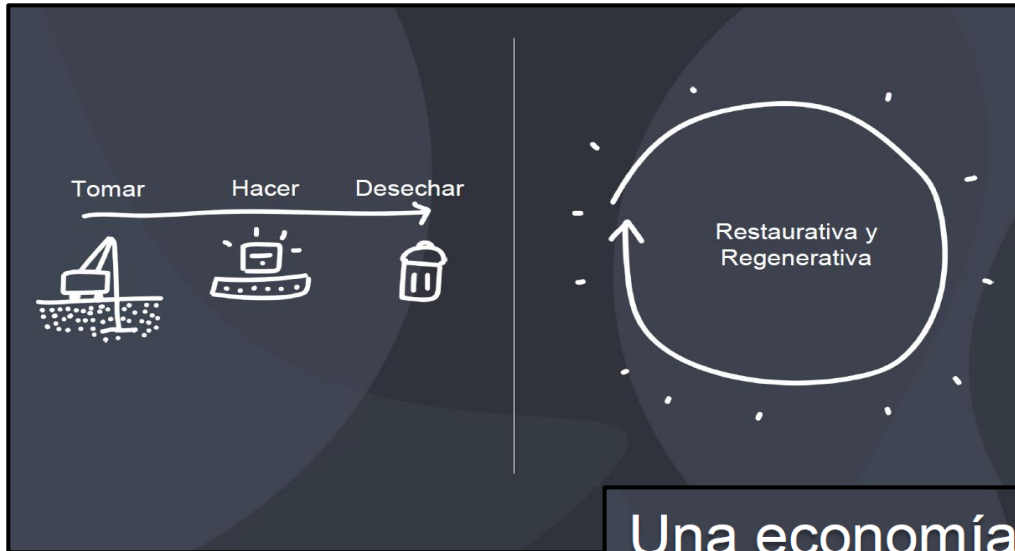 Tomar Hacer Desechar
Restaurativa y
Regenerativa
Una economía